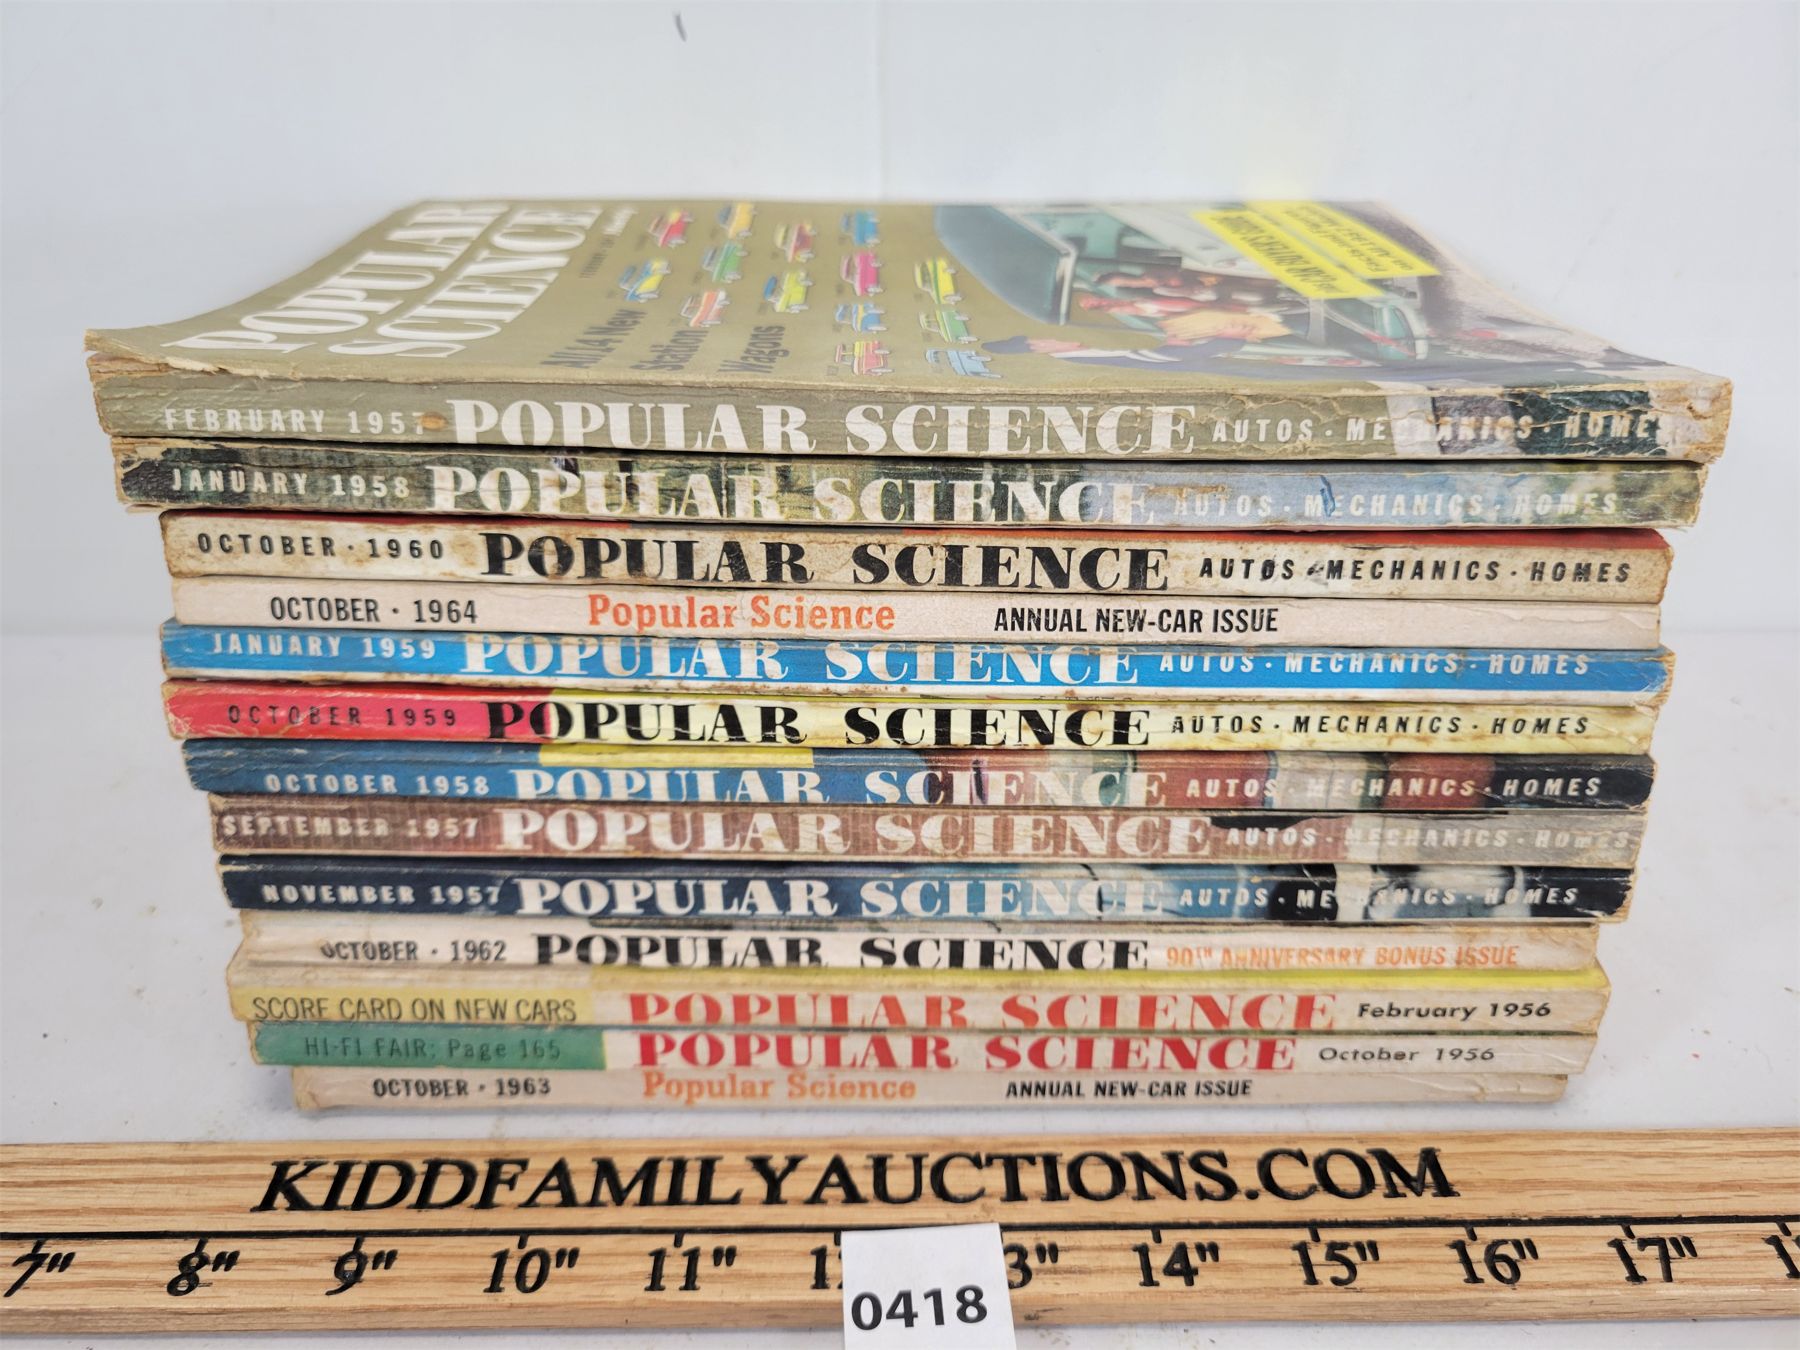 POPULAR
SCIENCE
Monthly
All 14 New
Station
Wagons
FEBRUARY 1957 POPULAR SCIENCE AUTOS · MECHANICS · HOMES
JANUARY 1958 POPULAR SCIENCE AUTOS · MECHANICS · HOMES
OCTOBER · 1960 POPULAR SCIENCE AUTOS · MECHANICS · HOMES
OCTOBER · 1964 Popular Science ANNUAL NEW-CAR ISSUE
JANUARY 1959 POPULAR SCIENCE AUTOS · MECHANICS · HOMES
OCTOBER 1959 POPULAR SCIENCE AUTOS · MECHANICS · HOMES
OCTOBER 1958 POPULAR SCIENCE AUTOS · MECHANICS · HOMES
SEPTEMBER 1957 POPULAR SCIENCE AUTOS · MECHANICS · HOMES
NOVEMBER 1957 POPULAR SCIENCE AUTOS · MECHANICS · HOMES
OCTOBER · 1962 POPULAR SCIENCE 90TH ANNIVERSARY BONUS ISSUE
SCORE CARD ON NEW CARS POPULAR SCIENCE February 1956
HI-FI FAIR; Page 165 POPULAR SCIENCE October 1956
OCTOBER · 1963 Popular Science ANNUAL NEW-CAR ISSUE
KIDDFAMILYAUCTIONS.COM
7" 8" 9" 10" 11" 1 3" 14" 15" 16" 17" 1
0418